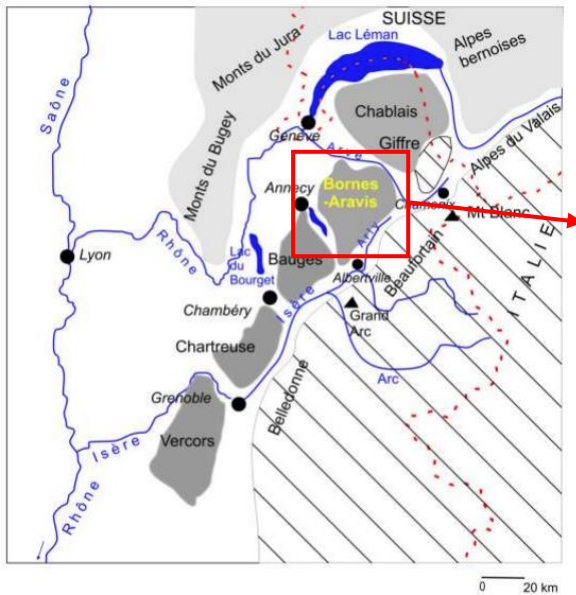 SUISSE
Lac Léman
Alpes
bernoises
Monts du Jura
Saône
Chablais
Genève
Giffre
Arve
Alpes du Valais
Monts du Bugey
Annecy
Bornes
-Aravis
Chamonix
Mt Blanc
Lyon
Rhône
Lac
du
Bourget
Arly
Beaufortain
ITALIE
Bauges
Albertville
Chambéry
Isère
Grand
Arc
Chartreuse
Arc
Grenoble
Belledonne
Vercors
Isère
Rhône
0 20 km